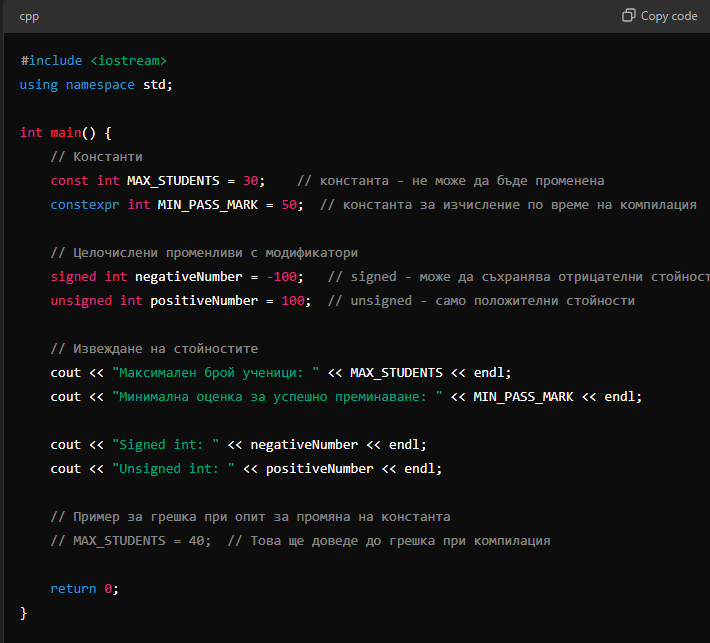 cpp
Copy code
#include <iostream>
using namespace std;
int main() {
// Константи
const int MAX_STUDENTS = 30;    // константа - не може да бъде променена
constexpr int MIN_PASS_MARK = 50;  // константа за изчисление по време на компилация
// Целочислени променливи с модификатори
signed int negativeNumber = -100;   // signed - може да съхранява отрицателни стойност
unsigned int positiveNumber = 100;  // unsigned - само положителни стойности
// Извеждане на стойностите
cout << "Максимален брой ученици: " << MAX_STUDENTS << endl;
cout << "Минимална оценка за успешно преминаване: " << MIN_PASS_MARK << endl;
cout << "Signed int: " << negativeNumber << endl;
cout << "Unsigned int: " << positiveNumber << endl;
// Пример за грешка при опит за промяна на константа
// MAX_STUDENTS = 40;  // Това ще доведе до грешка при компилация
return 0;
}